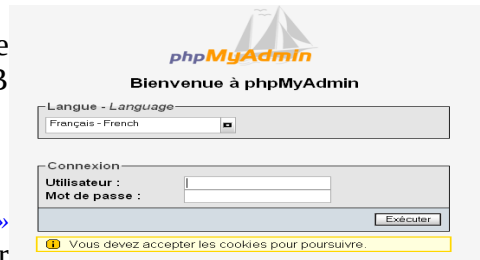 e
B
phpMyAdmin
Bienvenue à phpMyAdmin
Langue - Language
Français - French
Connexion
Utilisateur :
Mot de passe :
Exécuter
»
Vous devez accepter les cookies pour poursuivre.
r